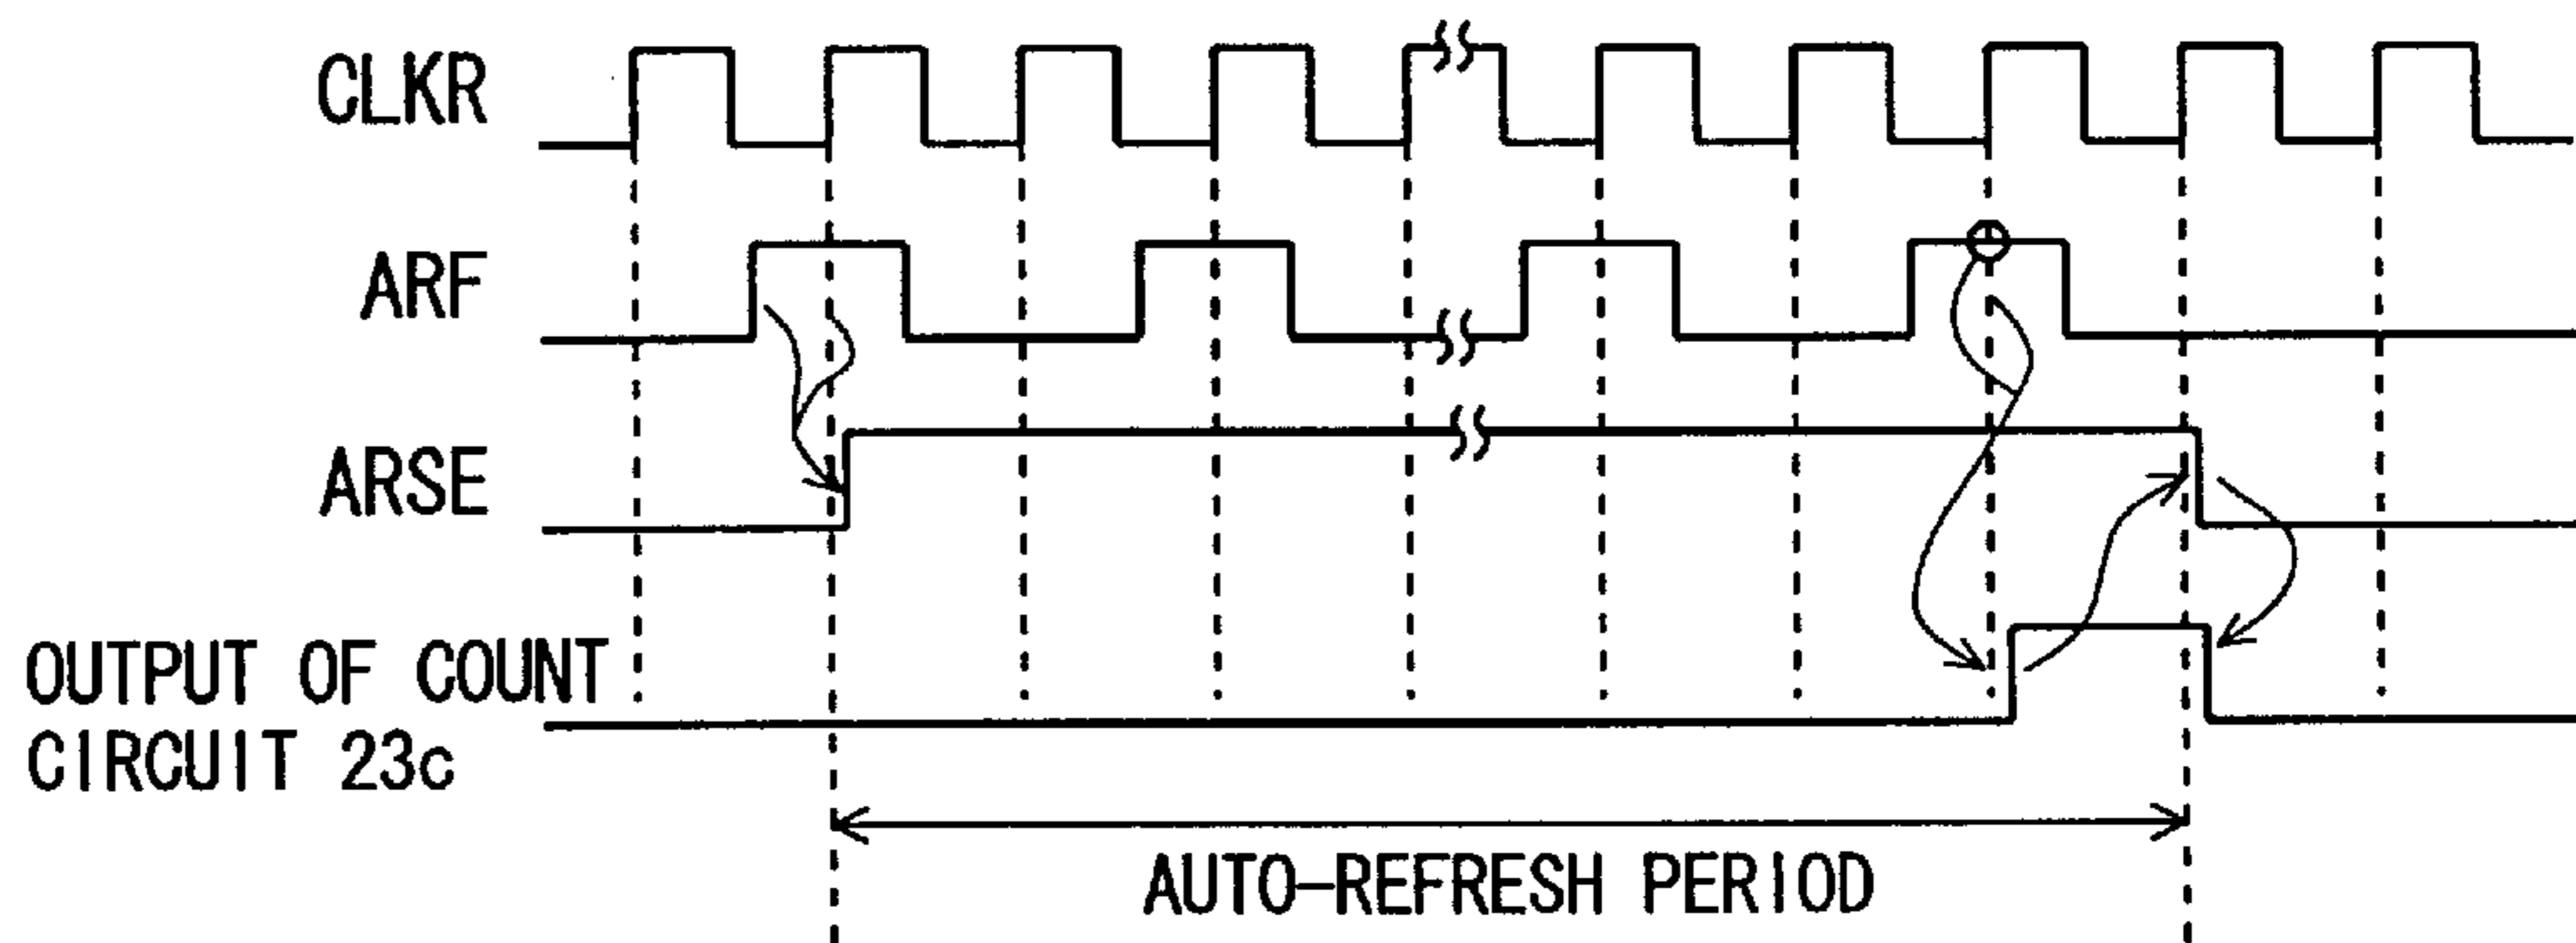 CLKR
ARF
ARSE
OUTPUT OF COUNT
CIRCUIT 23c
AUTO-REFRESH PERIOD